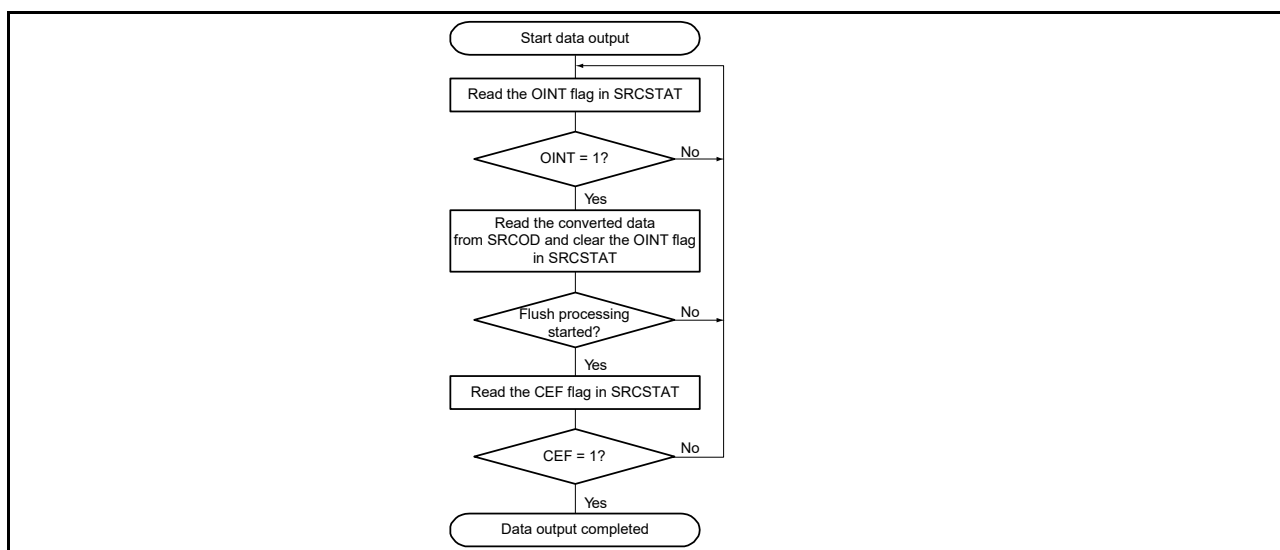 Start data output
Read the OINT flag in SRCSTAT
OINT = 1?
No
Yes
Read the converted data
from SRCOD and clear the OINT flag
in SRCSTAT
Flush processing
started?
No
Yes
Read the CEF flag in SRCSTAT
CEF = 1?
No
Yes
Data output completed